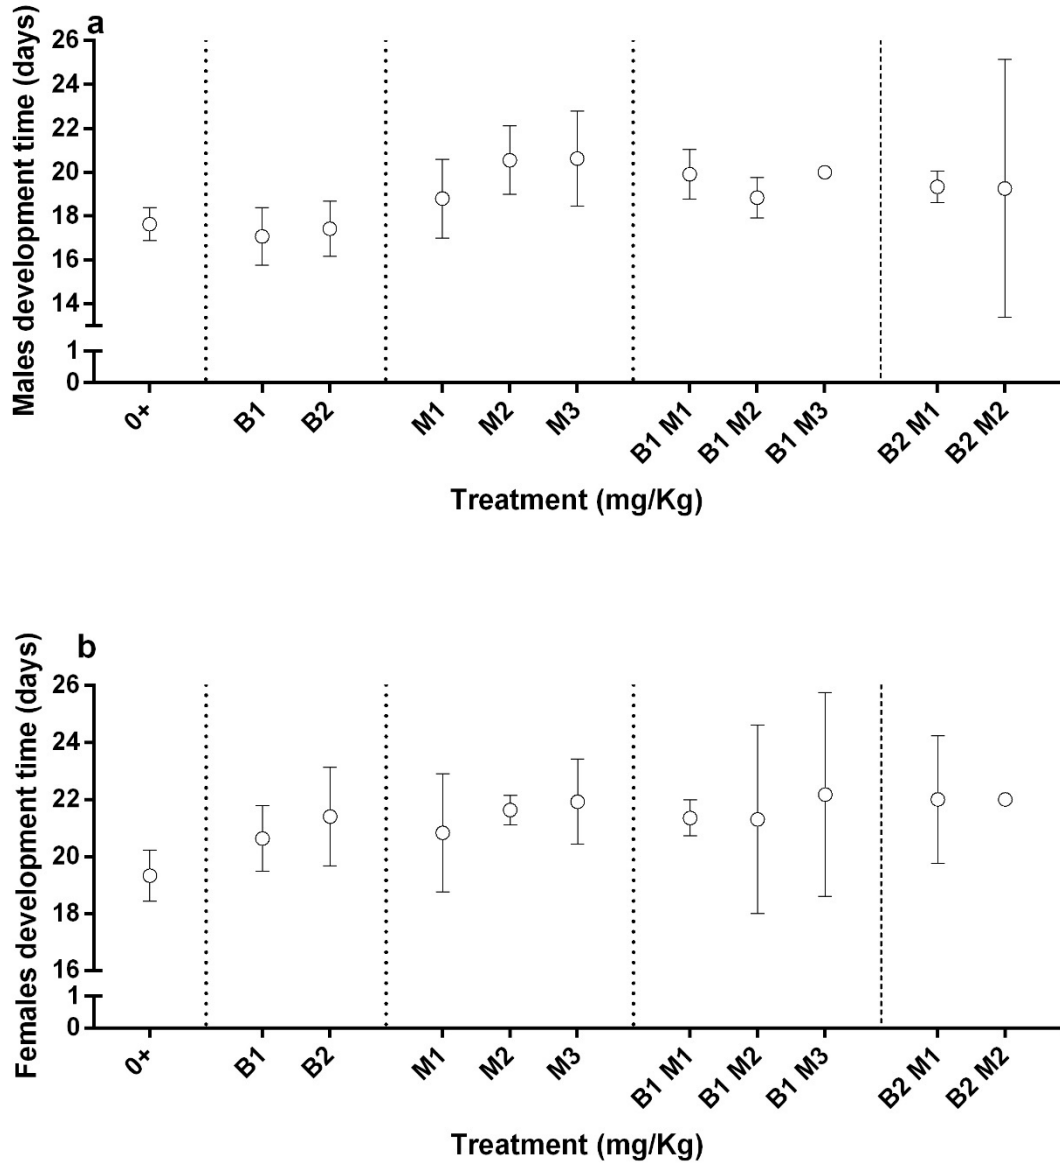 a
Males development time (days)
26
24
22
20
18
16
14
1
0
0+
B1
B2
M1
M2
M3
B1 M1
B1 M2
B1 M3
B2 M1
B2 M2
Treatment (mg/Kg)
b
Females development time (days)
26
24
22
20
18
16
1
0
0+
B1
B2
M1
M2
M3
B1 M1
B1 M2
B1 M3
B2 M1
B2 M2
Treatment (mg/Kg)